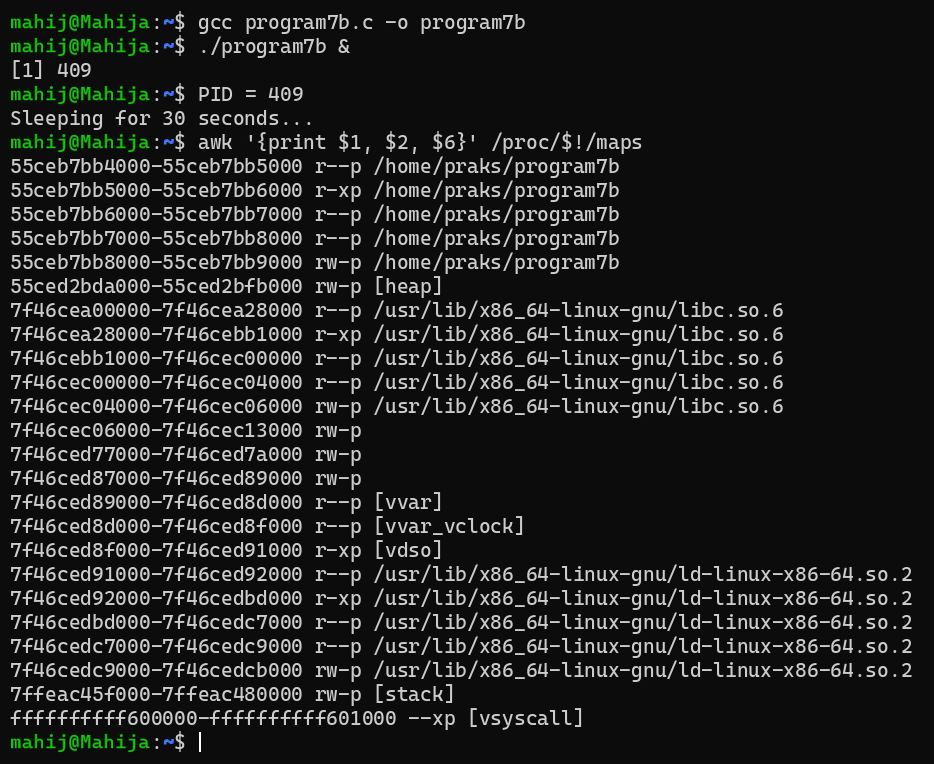 mahij@Mahija:~$ gcc program7b.c -o program7b
mahij@Mahija:~$ ./program7b &
[1] 409
mahij@Mahija:~$ PID = 409
Sleeping for 30 seconds...
mahij@Mahija:~$ awk '{print $1, $2, $6}' /proc/$!/maps
55ceb7bb4000-55ceb7bb5000 r--p /home/praks/program7b
55ceb7bb5000-55ceb7bb6000 r-xp /home/praks/program7b
55ceb7bb6000-55ceb7bb7000 r--p /home/praks/program7b
55ceb7bb7000-55ceb7bb8000 r--p /home/praks/program7b
55ceb7bb8000-55ceb7bb9000 rw-p /home/praks/program7b
55ced2bda000-55ced2bfb000 rw-p [heap]
7f46cea00000-7f46cea28000 r--p /usr/lib/x86_64-linux-gnu/libc.so.6
7f46cea28000-7f46cebb1000 r-xp /usr/lib/x86_64-linux-gnu/libc.so.6
7f46cebb1000-7f46cec00000 r--p /usr/lib/x86_64-linux-gnu/libc.so.6
7f46cec00000-7f46cec04000 r--p /usr/lib/x86_64-linux-gnu/libc.so.6
7f46cec04000-7f46cec06000 rw-p /usr/lib/x86_64-linux-gnu/libc.so.6
7f46cec06000-7f46cec13000 rw-p
7f46ced77000-7f46ced7a000 rw-p
7f46ced87000-7f46ced89000 rw-p
7f46ced89000-7f46ced8d000 r--p [vvar]
7f46ced8d000-7f46ced8f000 r--p [vvar_vclock]
7f46ced8f000-7f46ced91000 r-xp [vdso]
7f46ced91000-7f46ced92000 r--p /usr/lib/x86_64-linux-gnu/ld-linux-x86-64.so.2
7f46ced92000-7f46cedbd000 r-xp /usr/lib/x86_64-linux-gnu/ld-linux-x86-64.so.2
7f46cedbd000-7f46cedc7000 r--p /usr/lib/x86_64-linux-gnu/ld-linux-x86-64.so.2
7f46cedc7000-7f46cedc9000 r--p /usr/lib/x86_64-linux-gnu/ld-linux-x86-64.so.2
7f46cedc9000-7f46cedcb000 rw-p /usr/lib/x86_64-linux-gnu/ld-linux-x86-64.so.2
7ffeac45f000-7ffeac480000 rw-p [stack]
ffffffffff600000-ffffffffff601000 --xp [vsyscall]
mahij@Mahija:~$